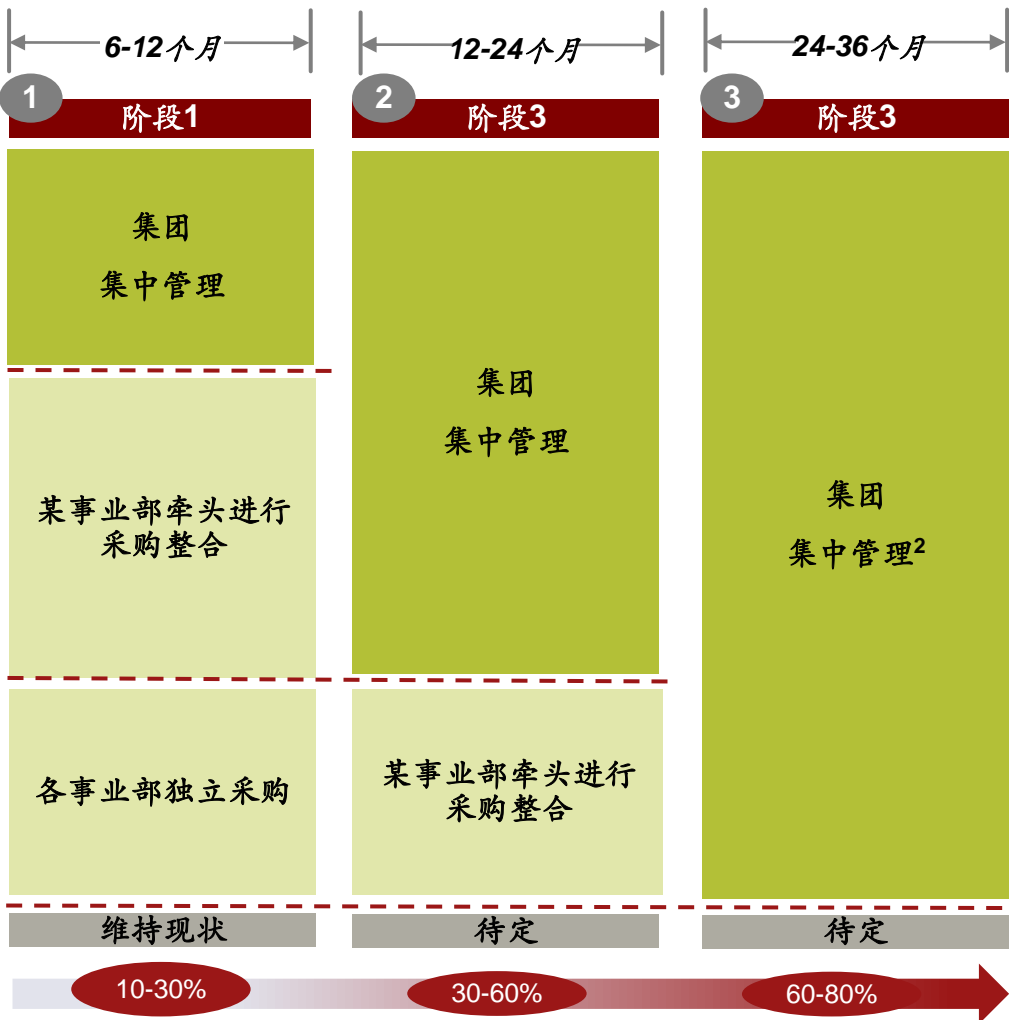 6-12个月
12-24个月
24-36个月
1
2
3
阶段1
阶段3
阶段3
集团
集中管理
某事业部牵头进行
采购整合
各事业部独立采购
集团
集中管理
某事业部牵头进行
采购整合
集团
集中管理²
维持现状
待定
待定
10-30%
30-60%
60-80%